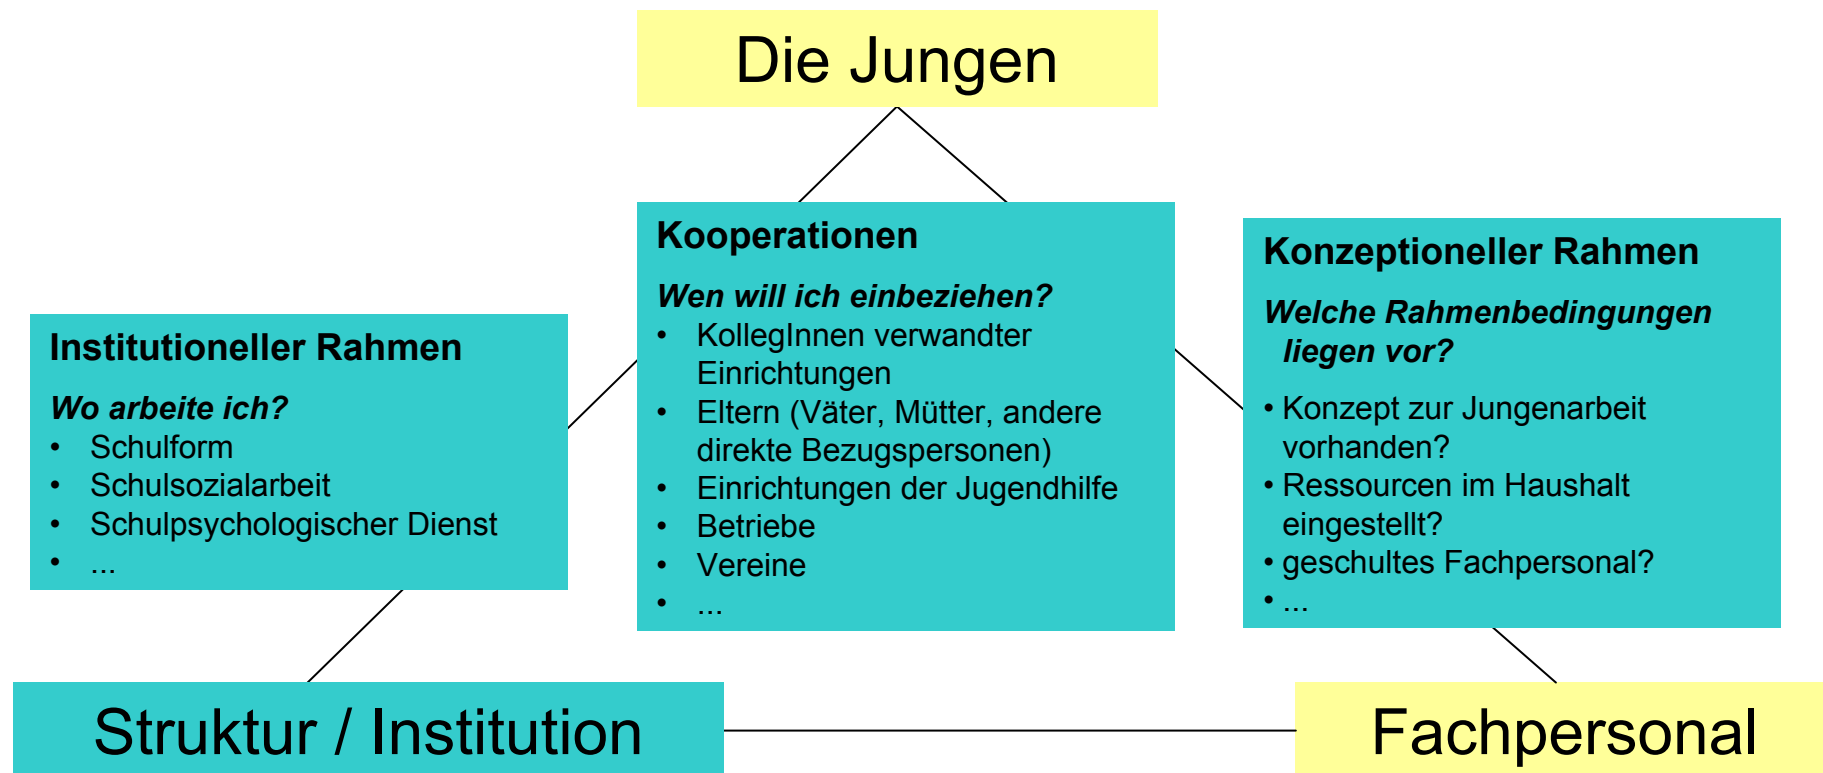 Die Jungen
Institutioneller Rahmen
Wo arbeite ich?
• Schulform
• Schulsozialarbeit
• Schulpsychologischer Dienst
• ...
Kooperationen
Wen will ich einbeziehen?
• KollegInnen verwandter
Einrichtungen
• Eltern (Väter, Mütter, andere
direkte Bezugspersonen)
• Einrichtungen der Jugendhilfe
• Betriebe
• Vereine
• ...
Konzeptioneller Rahmen
Welche Rahmenbedingungen
liegen vor?
• Konzept zur Jungenarbeit
vorhanden?
• Ressourcen im Haushalt
eingestellt?
• geschultes Fachpersonal?
• ...
Struktur / Institution
Fachpersonal